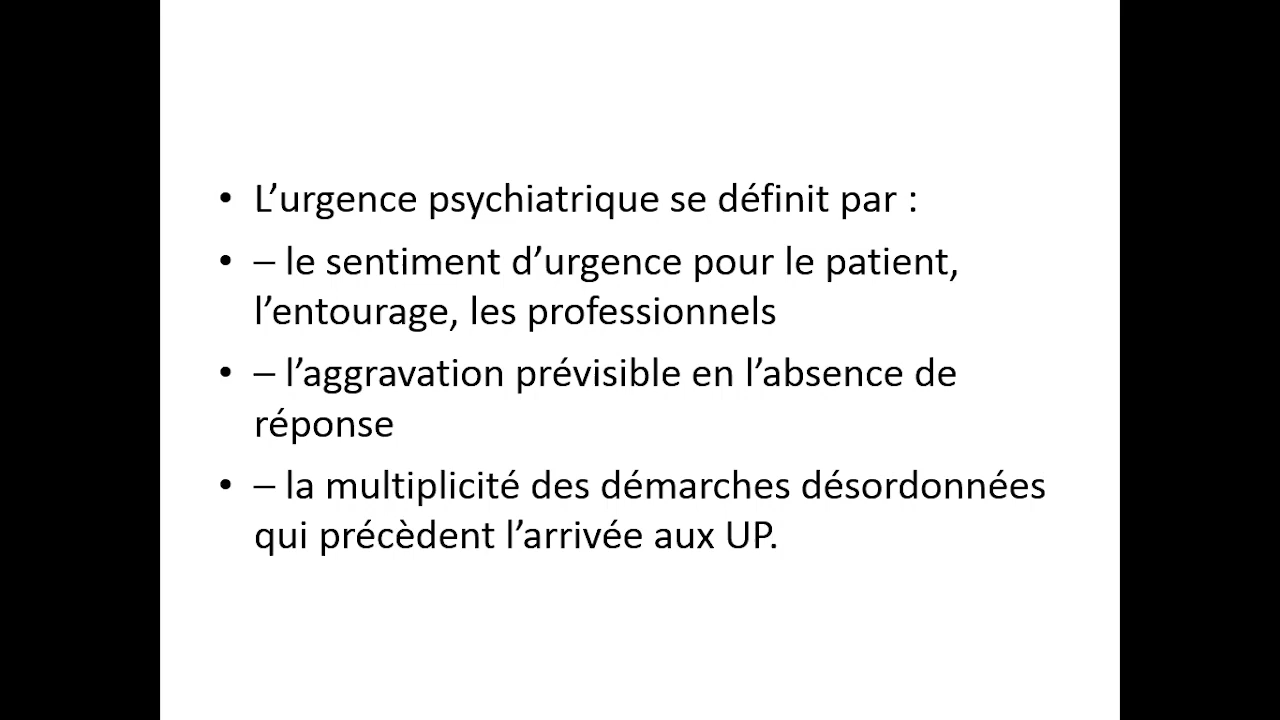 • L’urgence psychiatrique se définit par :
• – le sentiment d’urgence pour le patient,
l’entourage, les professionnels
• – l’aggravation prévisible en l’absence de
réponse
• – la multiplicité des démarches désordonnées
qui précèdent l’arrivée aux UP.